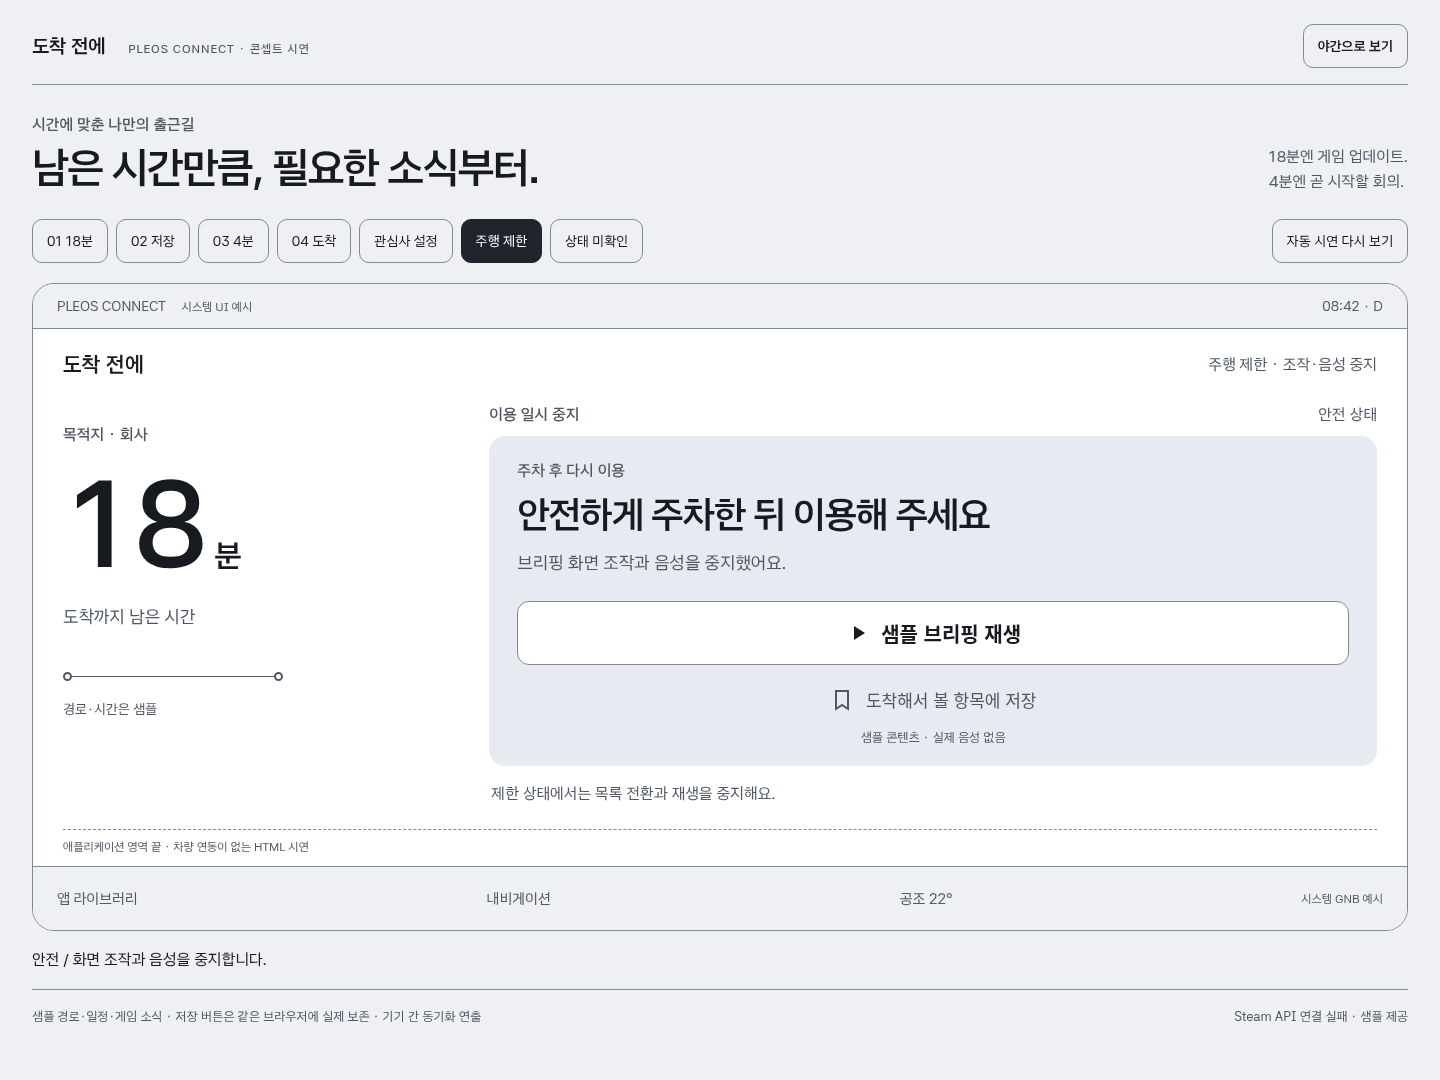 도착 전에
PLEOS CONNECT · 콘셉트 시연
야간으로 보기
시간에 맞춘 나만의 출근길
남은 시간만큼, 필요한 소식부터.
18분엔 게임 업데이트.
4분엔 곧 시작할 회의.
01 18분
02 저장
03 4분
04 도착
관심사 설정
주행 제한
상태 미확인
자동 시연 다시 보기
PLEOS CONNECT
시스템 UI 예시
08:42 · D
도착 전에
주행 제한 · 조작·음성 중지
목적지 · 회사
18분
도착까지 남은 시간
경로·시간은 샘플
이용 일시 중지
안전 상태
주차 후 다시 이용
안전하게 주차한 뒤 이용해 주세요
브리핑 화면 조작과 음성을 중지했어요.
샘플 브리핑 재생
도착해서 볼 항목에 저장
샘플 콘텐츠 · 실제 음성 없음
제한 상태에서는 목록 전환과 재생을 중지해요.
애플리케이션 영역 끝 · 차량 연동이 없는 HTML 시연
앱 라이브러리
내비게이션
공조 22°
시스템 GNB 예시
안전 / 화면 조작과 음성을 중지합니다.
샘플 경로·일정·게임 소식 · 저장 버튼은 같은 브라우저에 실제 보존 · 기기 간 동기화 연출
Steam API 연결 실패 · 샘플 제공